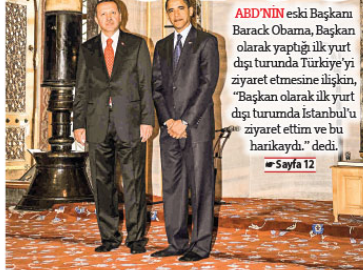 ABD'NİN eski Başkanı
Barack Obama, Başkan
olarak yaptığı ilk yurt
dışı turunda Türkiye'yi
ziyaret etmesine ilişkin,
"Başkan olarak ilk yurt
dışı turumda İstanbul'u
ziyaret ettim ve bu
harikaydı." dedi.
☛ Sayfa 12